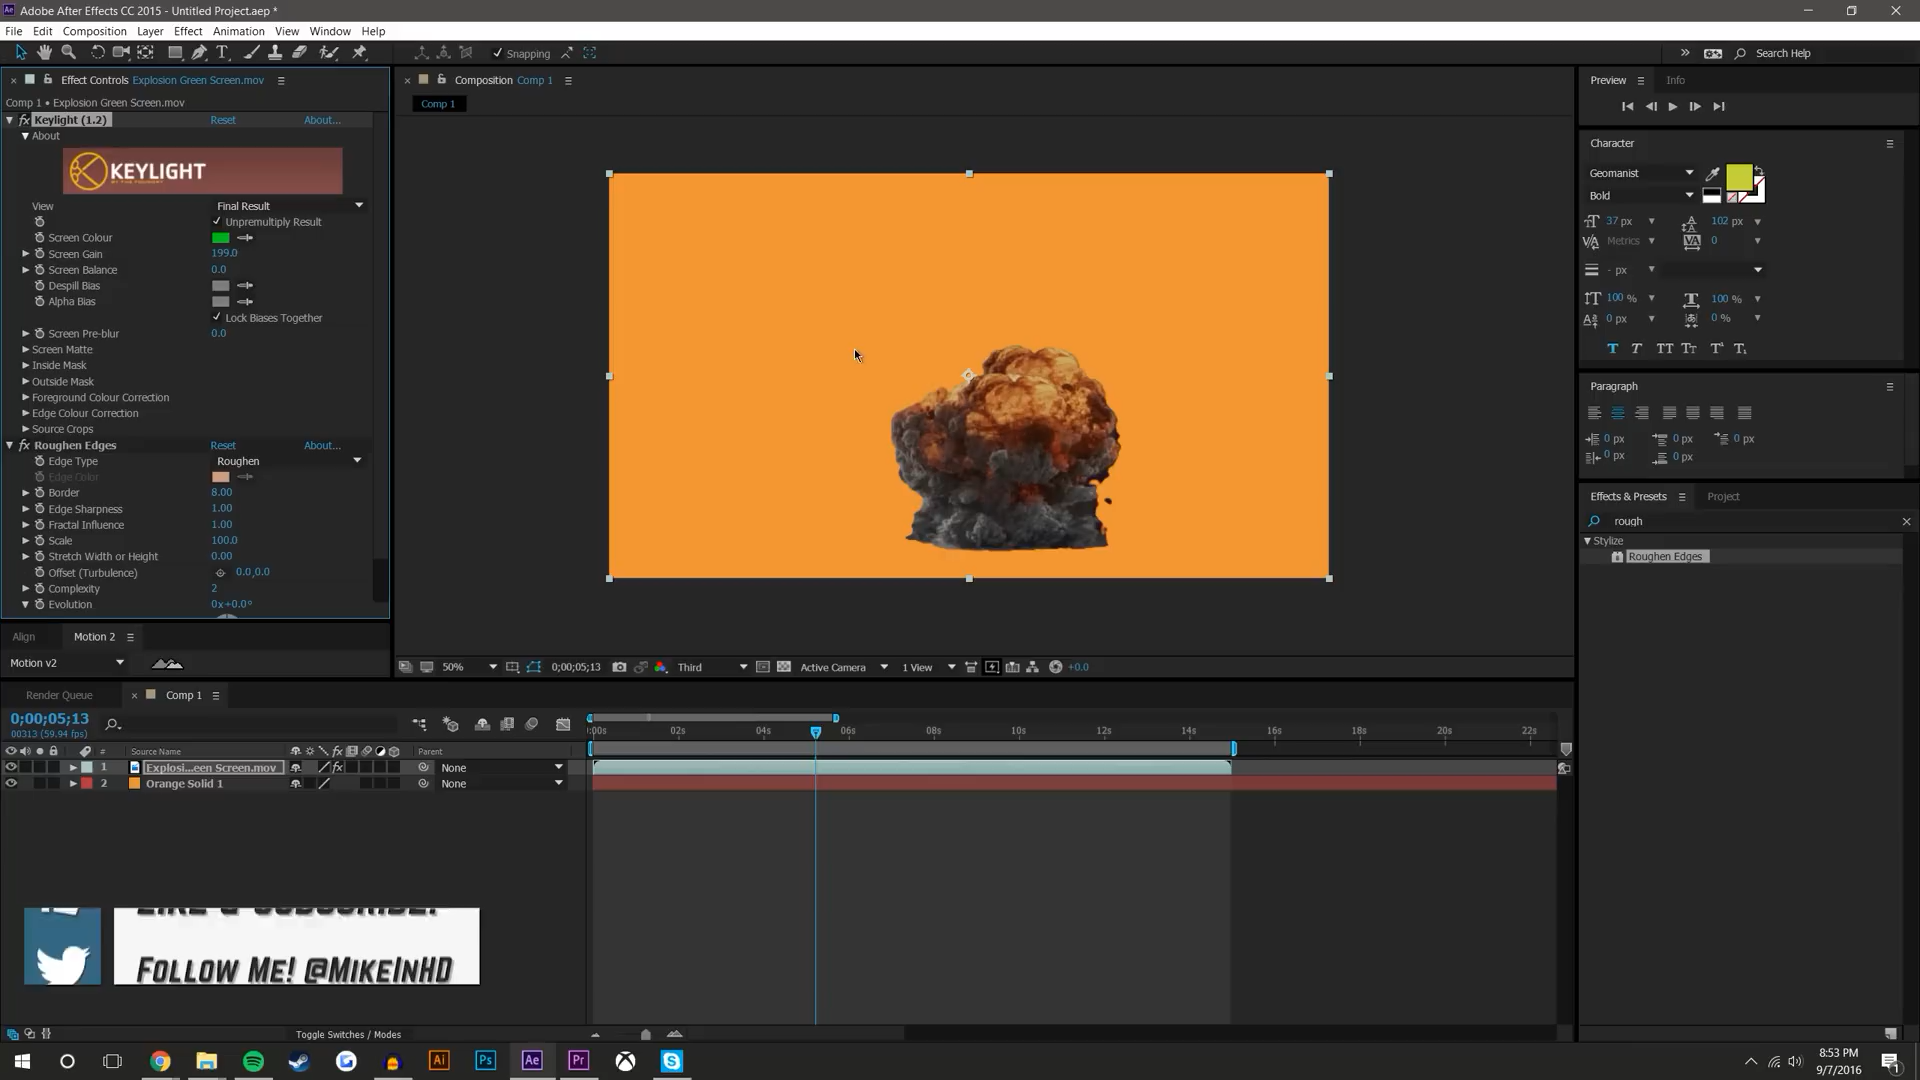 Adobe After Effects CC 2015 - Untitled Project.aep *
File Edit Composition Layer Effect Animation View Window Help
Snapping
Search Help
Effect Controls Explosion Green Screen.mov
Comp 1 • Explosion Green Screen.mov
Keylight (1.2) Reset About...
About
KEYLIGHT
View Final Result
Unpremultiply Result
Screen Colour
Screen Gain 199.0
Screen Balance 0.0
Despill Bias
Alpha Bias
Lock Biases Together
Screen Pre-blur 0.0
Screen Matte
Inside Mask
Outside Mask
Foreground Colour Correction
Edge Colour Correction
Source Crops
Roughen Edges Reset About...
Edge Type Roughen
Edge Color
Border 8.00
Edge Sharpness 1.00
Fractal Influence 1.00
Scale 100.0
Stretch Width or Height 0.00
Offset (Turbulence) 0.0,0.0
Complexity 2
Evolution 0x+0.0°
Align Motion 2
Motion v2
Composition Comp 1
Comp 1
50% 0;00;05;13 Third Active Camera 1 View +0.0
Preview Info
Character
Geomanist
Bold
37 px 102 px
Metrics 0
- px
100 % 100 %
0 px 0 %
Paragraph
0 px 0 px 0 px
0 px 0 px
Effects & Presets Project
rough
Stylize
Roughen Edges
Render Queue Comp 1
0;00;05;13
00313 (59.94 fps)
:00s 02s 04s 06s 08s 10s 12s 14s 16s 18s 20s 22s
# Source Name Parent
1 Explosi...een Screen.mov None
2 Orange Solid 1 None
Like & Subscribe!
Follow Me! @MikeInHD
Toggle Switches / Modes
Ai Ps Ae Pr
8:53 PM
9/7/2016
1